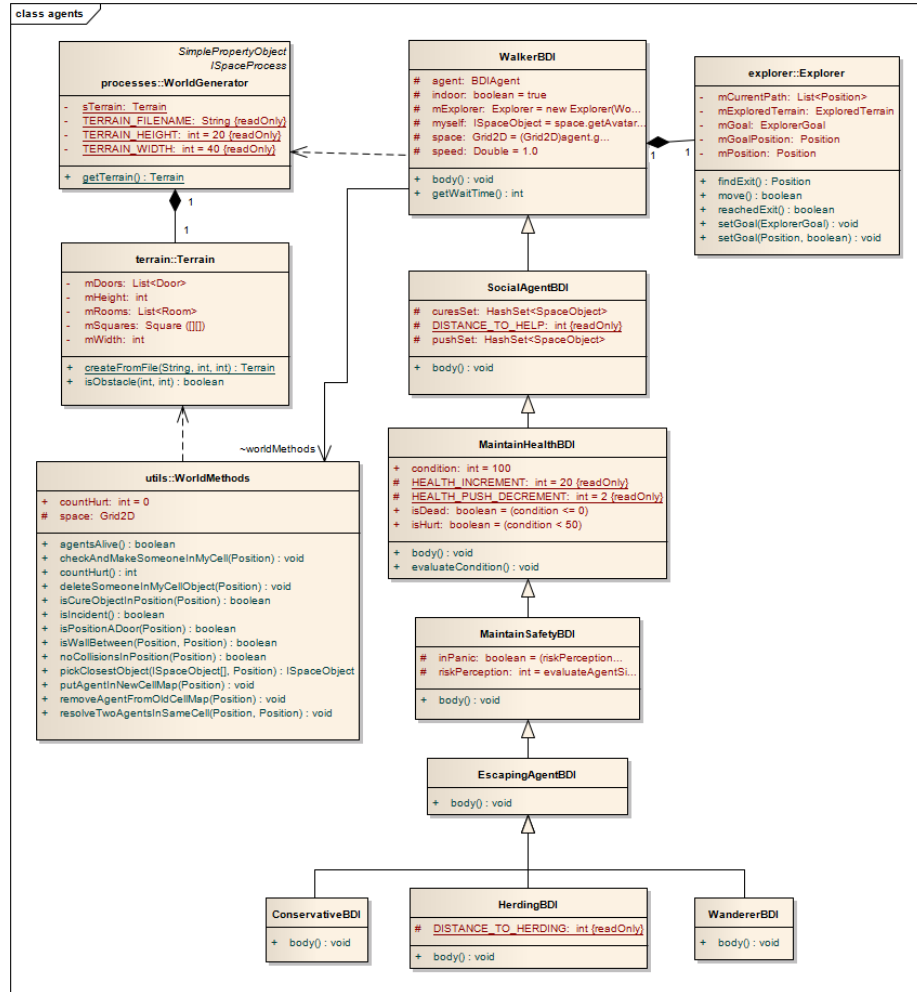 class agents
SimplePropertyObject
ISpaceProcess
processes::WorldGenerator
- sTerrain: Terrain
- TERRAIN_FILENAME: String {readOnly}
- TERRAIN_HEIGHT: int = 20 {readOnly}
- TERRAIN_WIDTH: int = 40 {readOnly}
+ getTerrain() : Terrain
1
1
terrain::Terrain
- mDoors: List<Door>
- mHeight: int
- mRooms: List<Room>
- mSquares: Square ([][])
- mWidth: int
+ createFromFile(String, int, int) : Terrain
+ isObstacle(int, int) : boolean
~worldMethods
utils::WorldMethods
+ countHurt: int = 0
# space: Grid2D
+ agentsAlive() : boolean
+ checkAndMakeSomeoneInMyCell(Position) : void
+ countHurt() : int
+ deleteSomeoneInMyCellObject(Position) : void
+ isCureObjectInPosition(Position) : boolean
+ isIncident() : boolean
+ isPositionADoor(Position) : boolean
+ isWallBetween(Position, Position) : boolean
+ noCollisionsInPosition(Position) : boolean
+ pickClosestObject(ISpaceObject[], Position) : ISpaceObject
+ putAgentInNewCellMap(Position) : void
+ removeAgentFromOldCellMap(Position) : void
+ resolveTwoAgentsInSameCell(Position, Position) : void
WalkerBDI
# agent: BDIAgent
# indoor: boolean = true
# mExplorer: Explorer = new Explorer(Wo...
# myself: ISpaceObject = space.getAvatar...
# space: Grid2D = (Grid2D)agent.g...
# speed: Double = 1.0
+ body() : void
+ getWaitTime() : int
1
1
explorer::Explorer
- mCurrentPath: List<Position>
- mExploredTerrain: ExploredTerrain
- mGoal: ExplorerGoal
- mGoalPosition: Position
- mPosition: Position
+ findExit() : Position
+ move() : boolean
+ reachedExit() : boolean
+ setGoal(ExplorerGoal) : void
+ setGoal(Position, boolean) : void
SocialAgentBDI
# curesSet: HashSet<SpaceObject>
# DISTANCE_TO_HELP: int {readOnly}
# pushSet: HashSet<SpaceObject>
+ body() : void
MaintainHealthBDI
+ condition: int = 100
# HEALTH_INCREMENT: int = 20 {readOnly}
# HEALTH_PUSH_DECREMENT: int = 2 {readOnly}
+ isDead: boolean = (condition <= 0)
+ isHurt: boolean = (condition < 50)
+ body() : void
+ evaluateCondition() : void
MaintainSafetyBDI
# inPanic: boolean = (riskPerception...
# riskPerception: int = evaluateAgentSi...
+ body() : void
EscapingAgentBDI
+ body() : void
ConservativeBDI
+ body() : void
HerdingBDI
# DISTANCE_TO_HERDING: int {readOnly}
+ body() : void
WandererBDI
+ body() : void